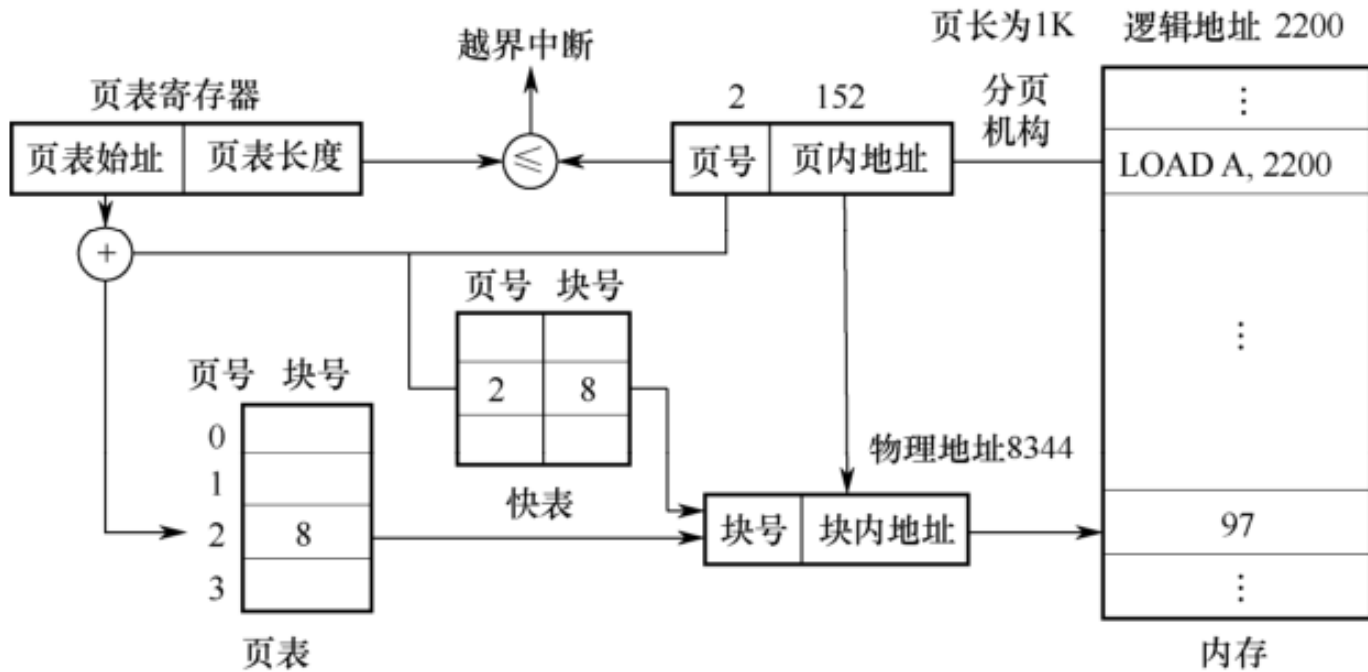 页长为1K 逻辑地址 2200
越界中断
页表寄存器
2 152
分页
机构
⋮
页表始址 页表长度
≤
页号 页内地址
LOAD A, 2200
+
页号 块号
⋮
2 8
页号 块号
0
1
2 8
3
快表
物理地址8344
块号 块内地址
97
⋮
页表
内存